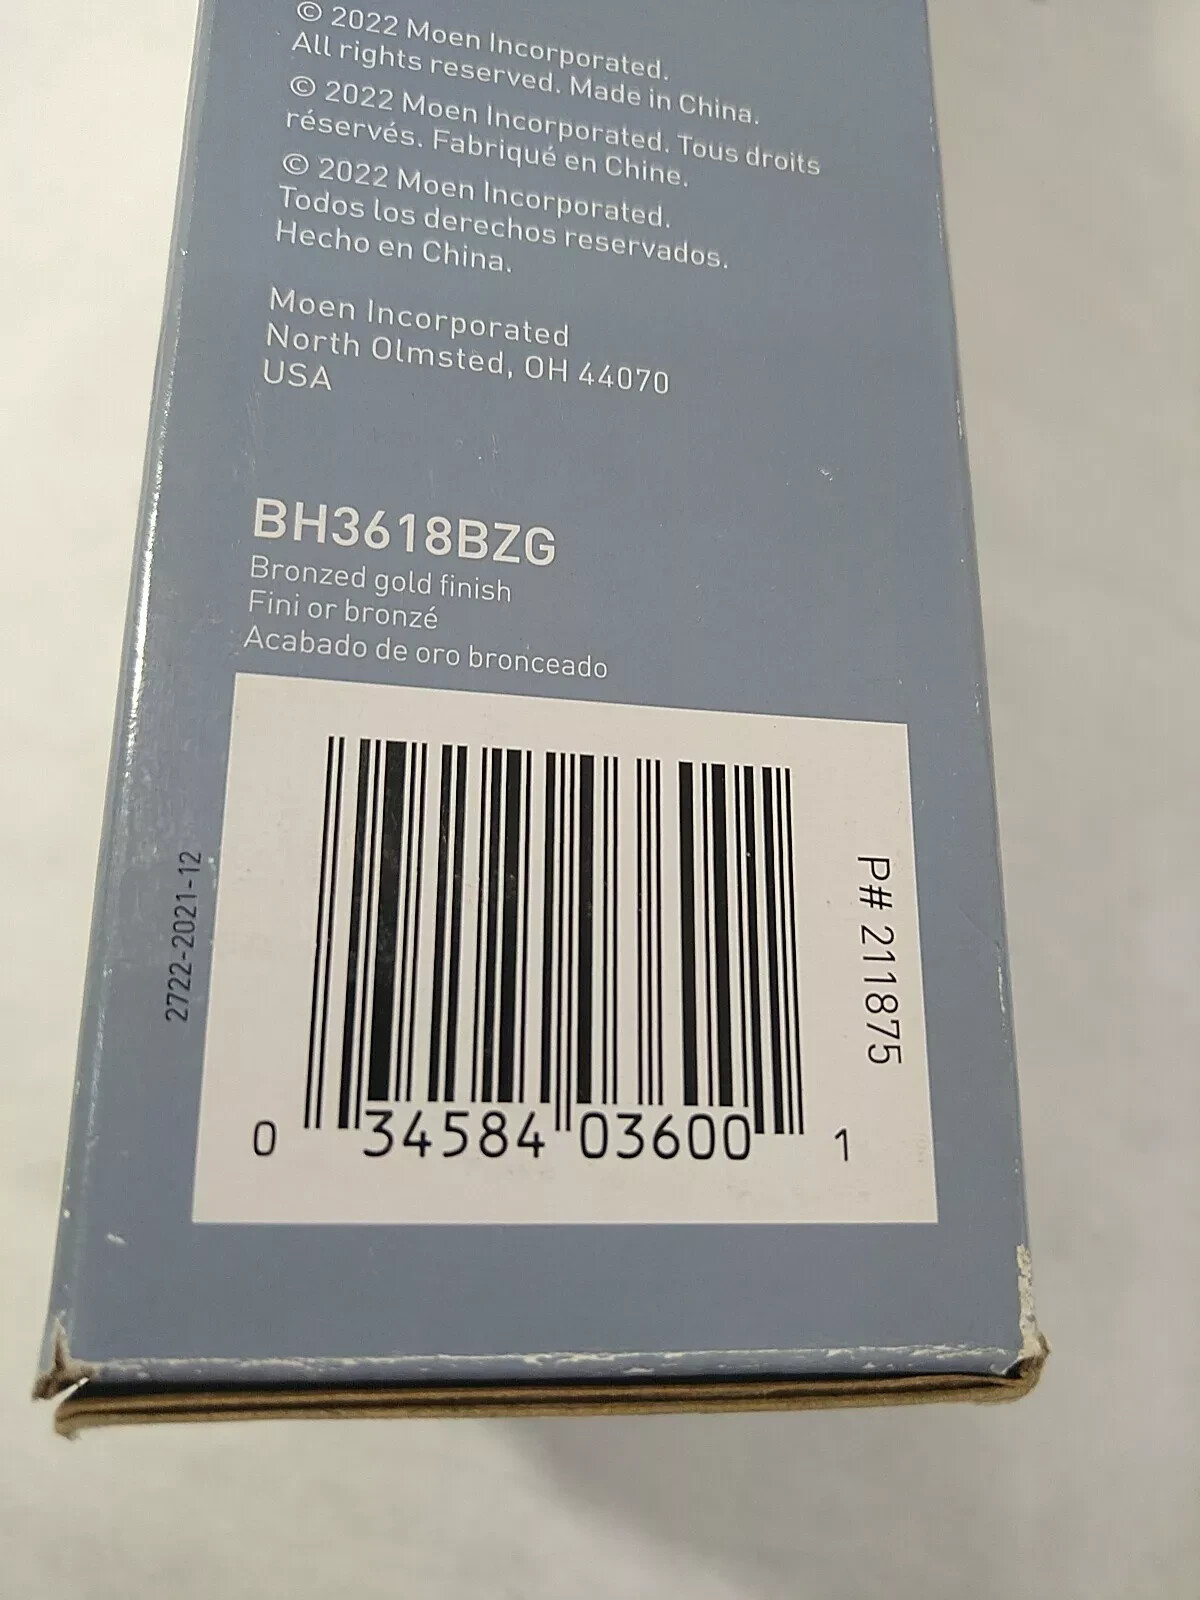 © 2022 Moen Incorporated.
All rights reserved. Made in China.
© 2022 Moen Incorporated. Tous droits
réservés. Fabriqué en Chine.
© 2022 Moen Incorporated.
Todos los derechos reservados.
Hecho en China.
Moen Incorporated
North Olmsted, OH 44070
USA
BH3618BZG
Bronzed gold finish
Fini or bronzé
Acabado de oro bronceado
2722-2021-12
P# 211875
0 34584 03600 1